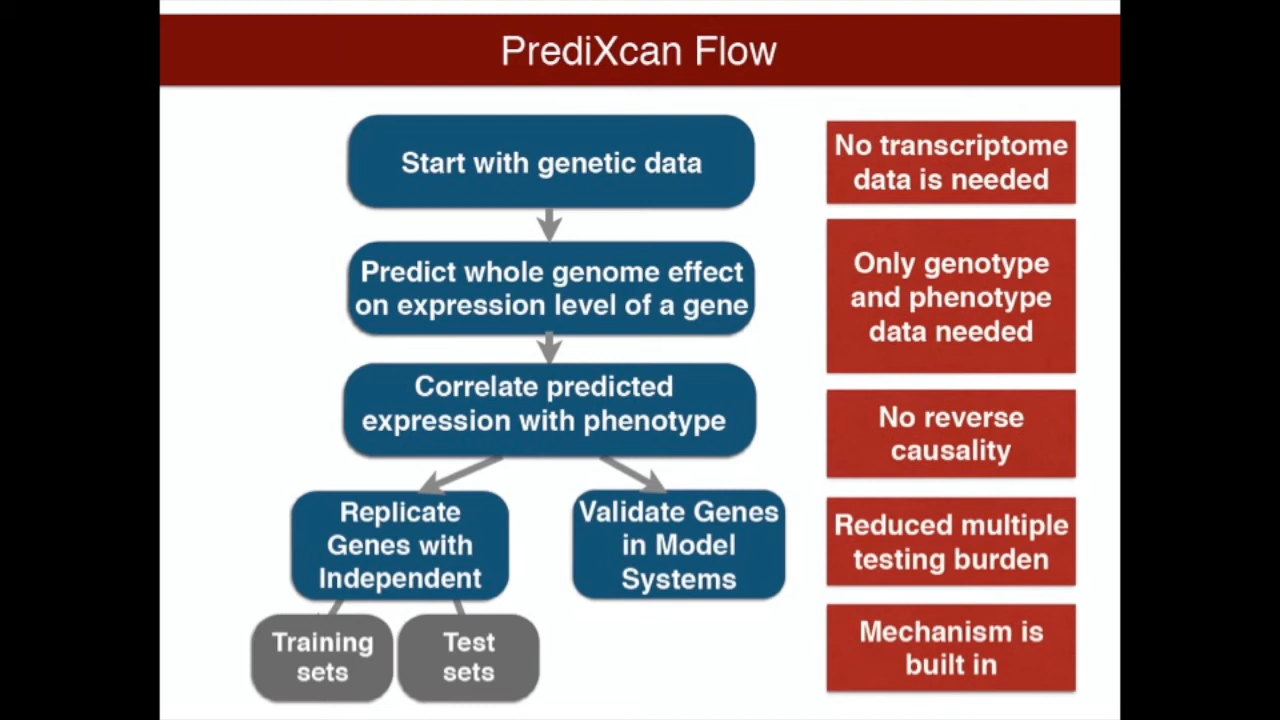 PrediXcan Flow
Start with genetic data
Predict whole genome effect
on expression level of a gene
Correlate predicted
expression with phenotype
Replicate
Genes with
Independent
Training
sets
Test
sets
Validate Genes
in Model
Systems
No transcriptome
data is needed
Only genotype
and phenotype
data needed
No reverse
causality
Reduced multiple
testing burden
Mechanism is
built in